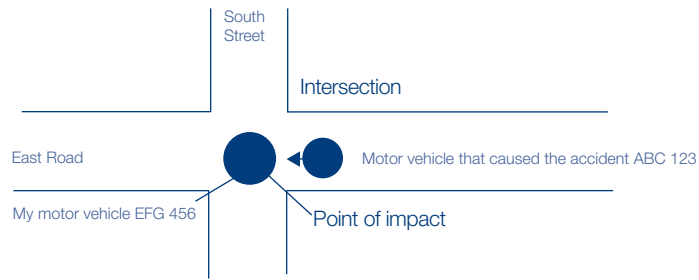 South
Street
Intersection
East Road
Motor vehicle that caused the accident ABC 123
My motor vehicle EFG 456
Point of impact